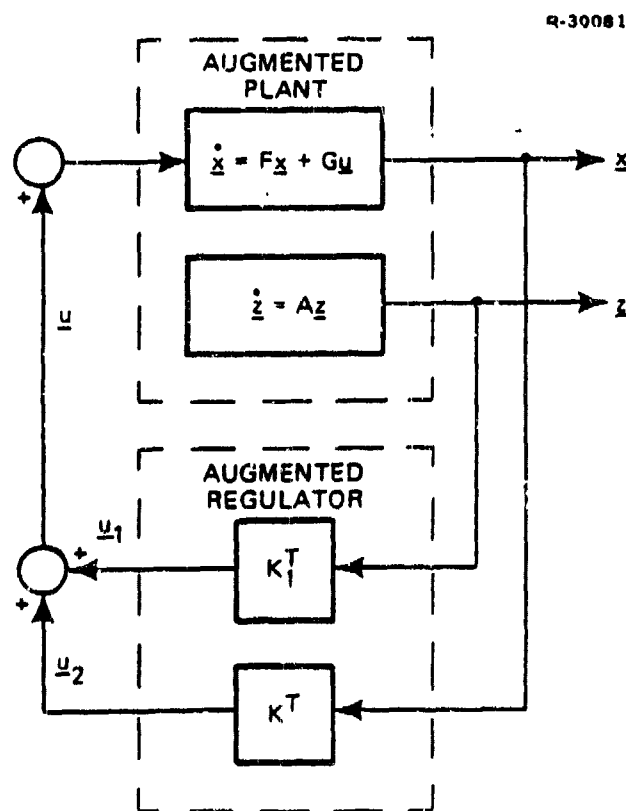 R-30081
AUGMENTED
PLANT
ẋ = Fx + Gu
x
+
ż = Az
z
u
AUGMENTED
REGULATOR
u₁
+
K₁ᵀ
+
u₂
Kᵀ